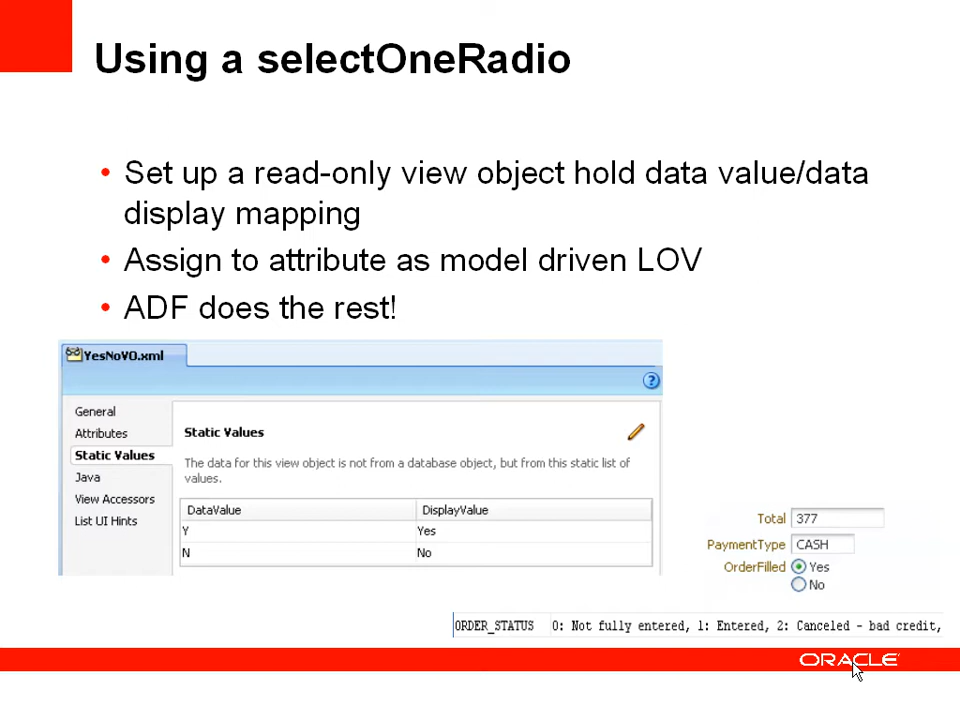 Using a selectOneRadio
• Set up a read-only view object hold data value/data
display mapping
• Assign to attribute as model driven LOV
• ADF does the rest!
YesNoVO.xml
?
General
Attributes
Static Values
Java
View Accessors
List UI Hints
Static Values
The data for this view object is not from a database object, but from this static list of
values.
DataValue DisplayValue
Y Yes
N No
Total 377
PaymentType CASH
OrderFilled Yes
No
ORDER_STATUS 0: Not fully entered, 1: Entered, 2: Canceled - bad credit,
ORACLE